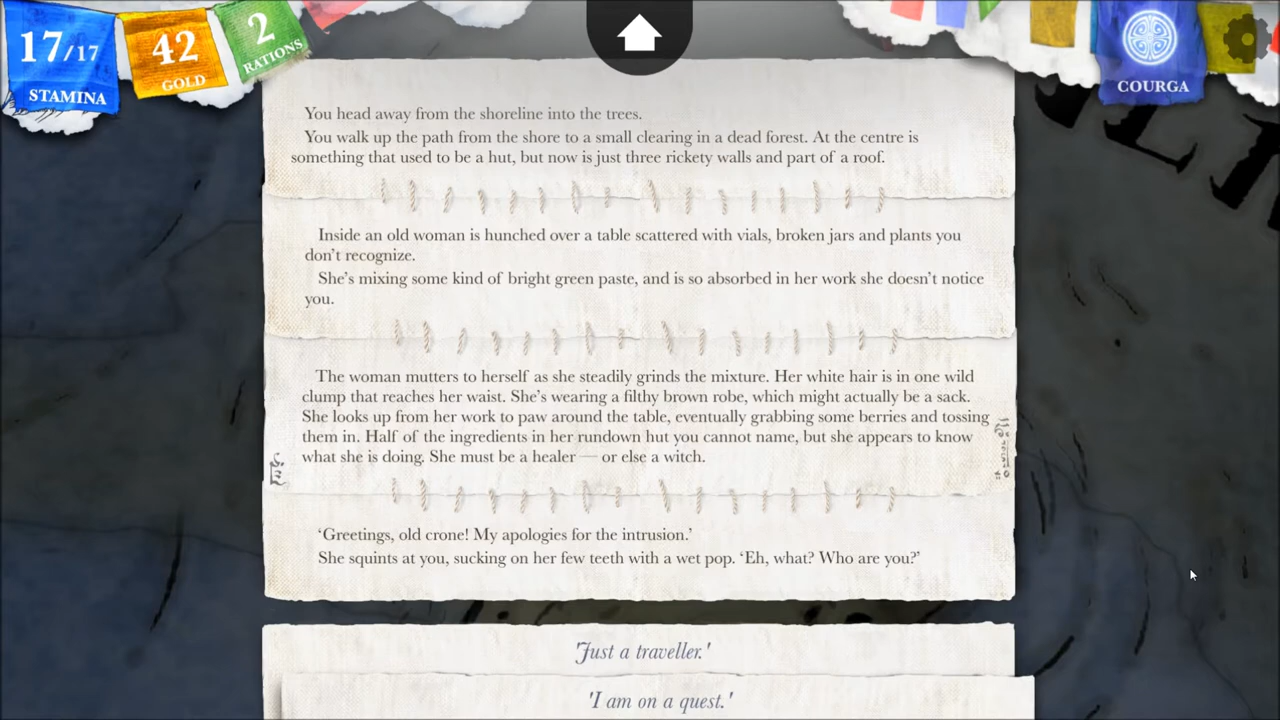 17/17
STAMINA
42
GOLD
2
RATIONS
COURGA
You head away from the shoreline into the trees.
You walk up the path from the shore to a small clearing in a dead forest. At the centre is
something that used to be a hut, but now is just three rickety walls and part of a roof.
Inside an old woman is hunched over a table scattered with vials, broken jars and plants you
don't recognize.
She's mixing some kind of bright green paste, and is so absorbed in her work she doesn't notice
you.
The woman mutters to herself as she steadily grinds the mixture. Her white hair is in one wild
clump that reaches her waist. She's wearing a filthy brown robe, which might actually be a sack.
She looks up from her work to paw around the table, eventually grabbing some berries and tossing
them in. Half of the ingredients in her rundown hut you cannot name, but she appears to know
what she is doing. She must be a healer — or else a witch.
‘Greetings, old crone! My apologies for the intrusion.’
She squints at you, sucking on her few teeth with a wet pop. ‘Eh, what? Who are you?’
'Just a traveller.'
'I am on a quest.'